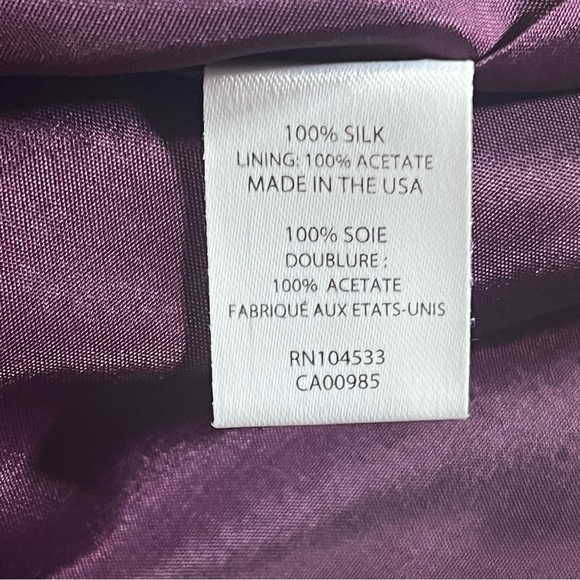 100% SILK
LINING: 100% ACETATE
MADE IN THE USA
100% SOIE
DOUBLURE :
100% ACETATE
FABRIQUÉ AUX ETATS-UNIS
RN104533
CA00985